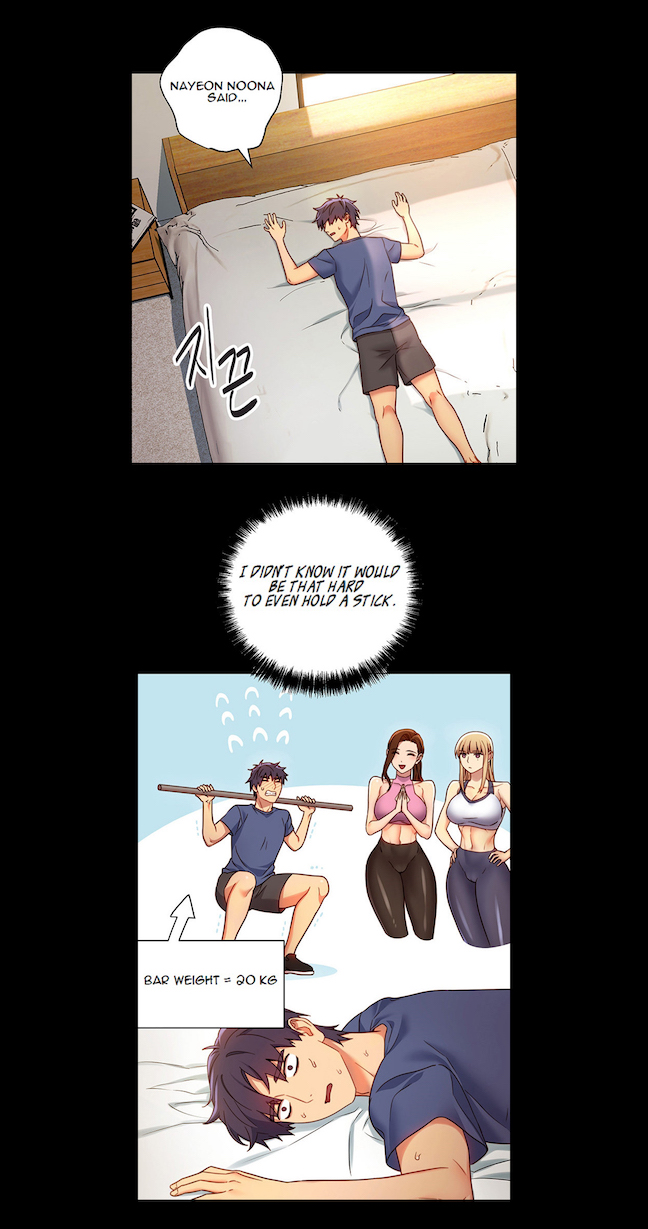 NAYEON NOONA
SAID...
지끈
I DIDN'T KNOW IT WOULD
BE THAT HARD
TO EVEN HOLD A STICK.
BAR WEIGHT = 20 KG